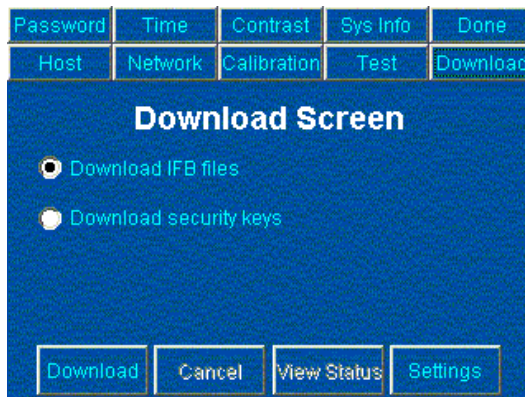 Password Time Contrast Sys Info Done
Host Network Calibration Test Download
Download Screen
Download IFB files
Download security keys
Download Cancel View Status Settings